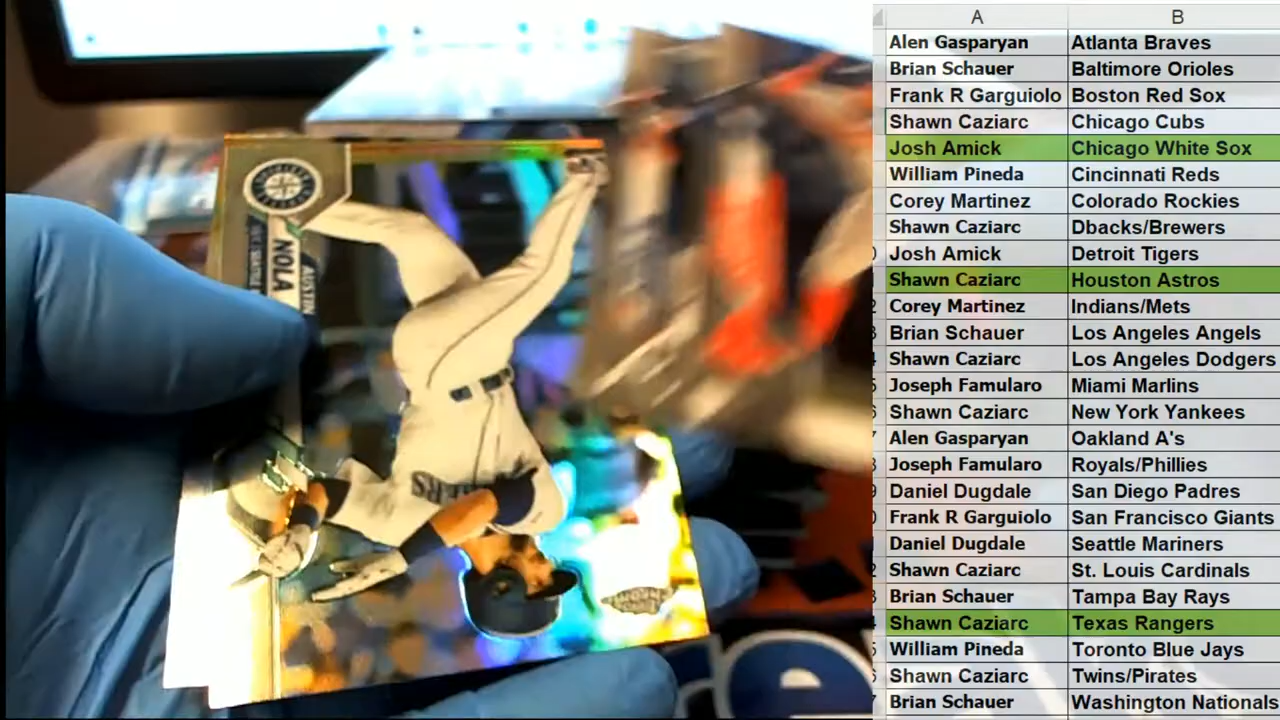 A B
Alen Gasparyan Atlanta Braves
Brian Schauer Baltimore Orioles
Frank R Garguiolo Boston Red Sox
Shawn Caziarc Chicago Cubs
Josh Amick Chicago White Sox
William Pineda Cincinnati Reds
Corey Martinez Colorado Rockies
Shawn Caziarc Dbacks/Brewers
Josh Amick Detroit Tigers
Shawn Caziarc Houston Astros
Corey Martinez Indians/Mets
Brian Schauer Los Angeles Angels
Shawn Caziarc Los Angeles Dodgers
Joseph Famularo Miami Marlins
Shawn Caziarc New York Yankees
Alen Gasparyan Oakland A's
Joseph Famularo Royals/Phillies
Daniel Dugdale San Diego Padres
Frank R Garguiolo San Francisco Giants
Daniel Dugdale Seattle Mariners
Shawn Caziarc St. Louis Cardinals
Brian Schauer Tampa Bay Rays
Shawn Caziarc Texas Rangers
William Pineda Toronto Blue Jays
Shawn Caziarc Twins/Pirates
Brian Schauer Washington Nationals
AUSTIN
NOLA